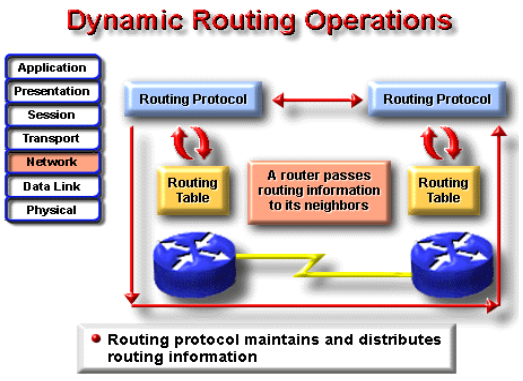 Dynamic Routing Operations
Application
Presentation
Session
Transport
Network
Data Link
Physical
Routing Protocol
Routing Protocol
Routing
Table
A router passes
routing information
to its neighbors
Routing
Table
Routing protocol maintains and distributes
routing information